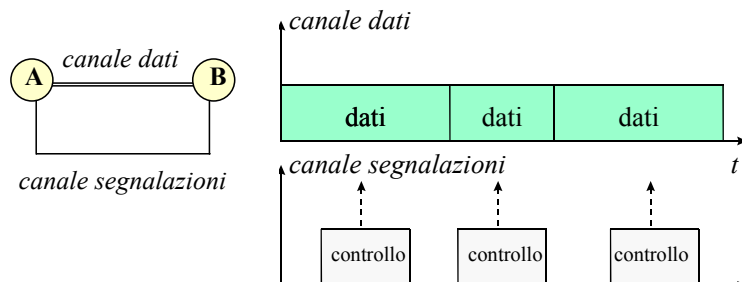 canale dati
A
B
canale segnalazioni
canale dati
dati
dati
dati
t
canale segnalazioni
controllo
controllo
controllo